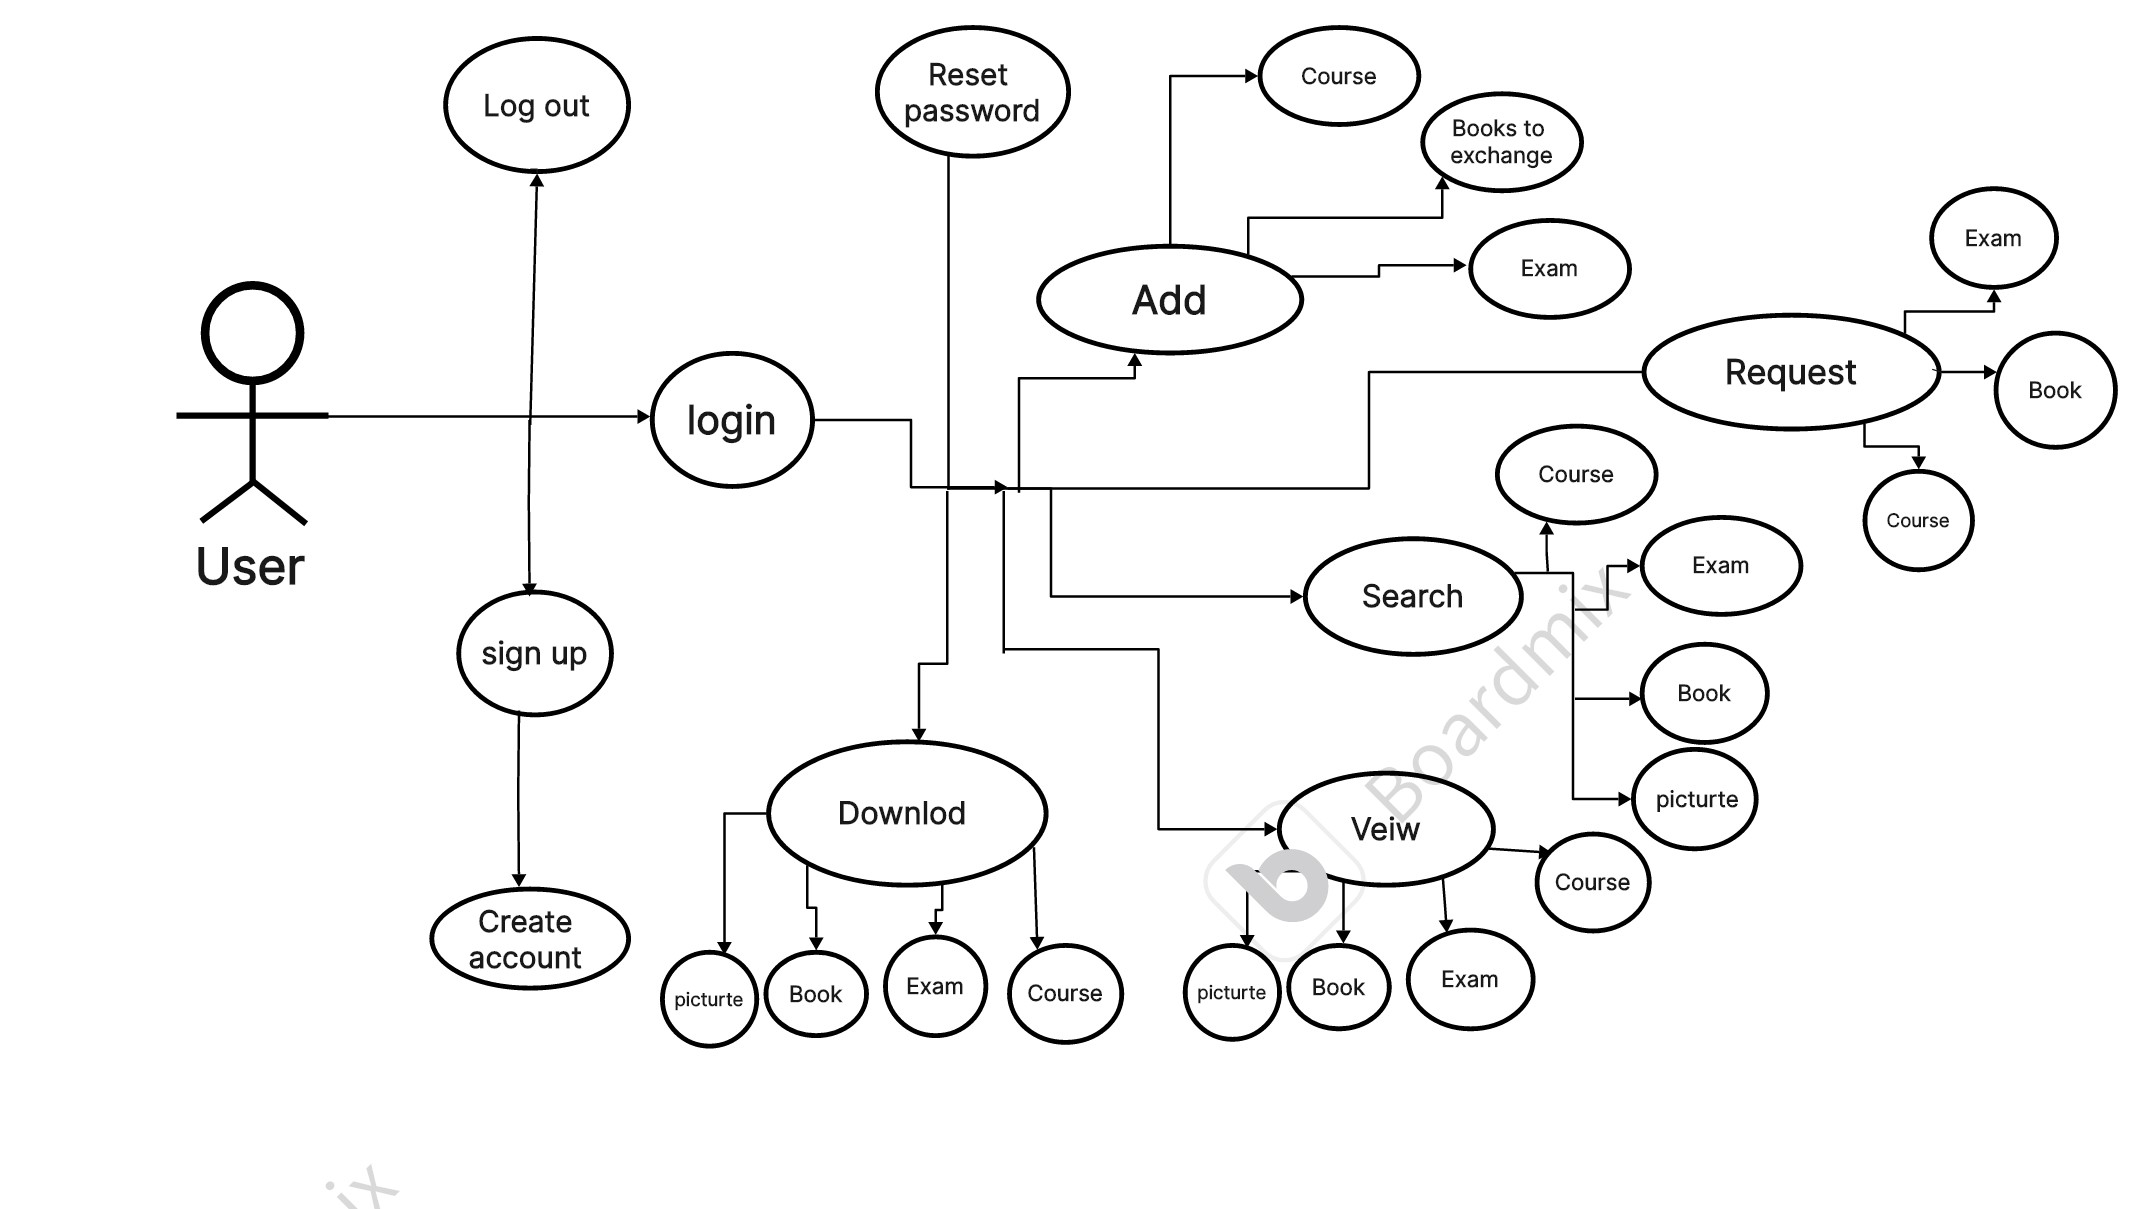 Log out
Reset
password
Course
Books to
exchange
Exam
Add
Exam
Request
Book
Course
login
User
Course
Exam
Search
sign up
Book
picturte
Downlod
Veiw
Course
Create
account
picturte
Book
Exam
Course
picturte
Book
Exam
Boardmix
ix